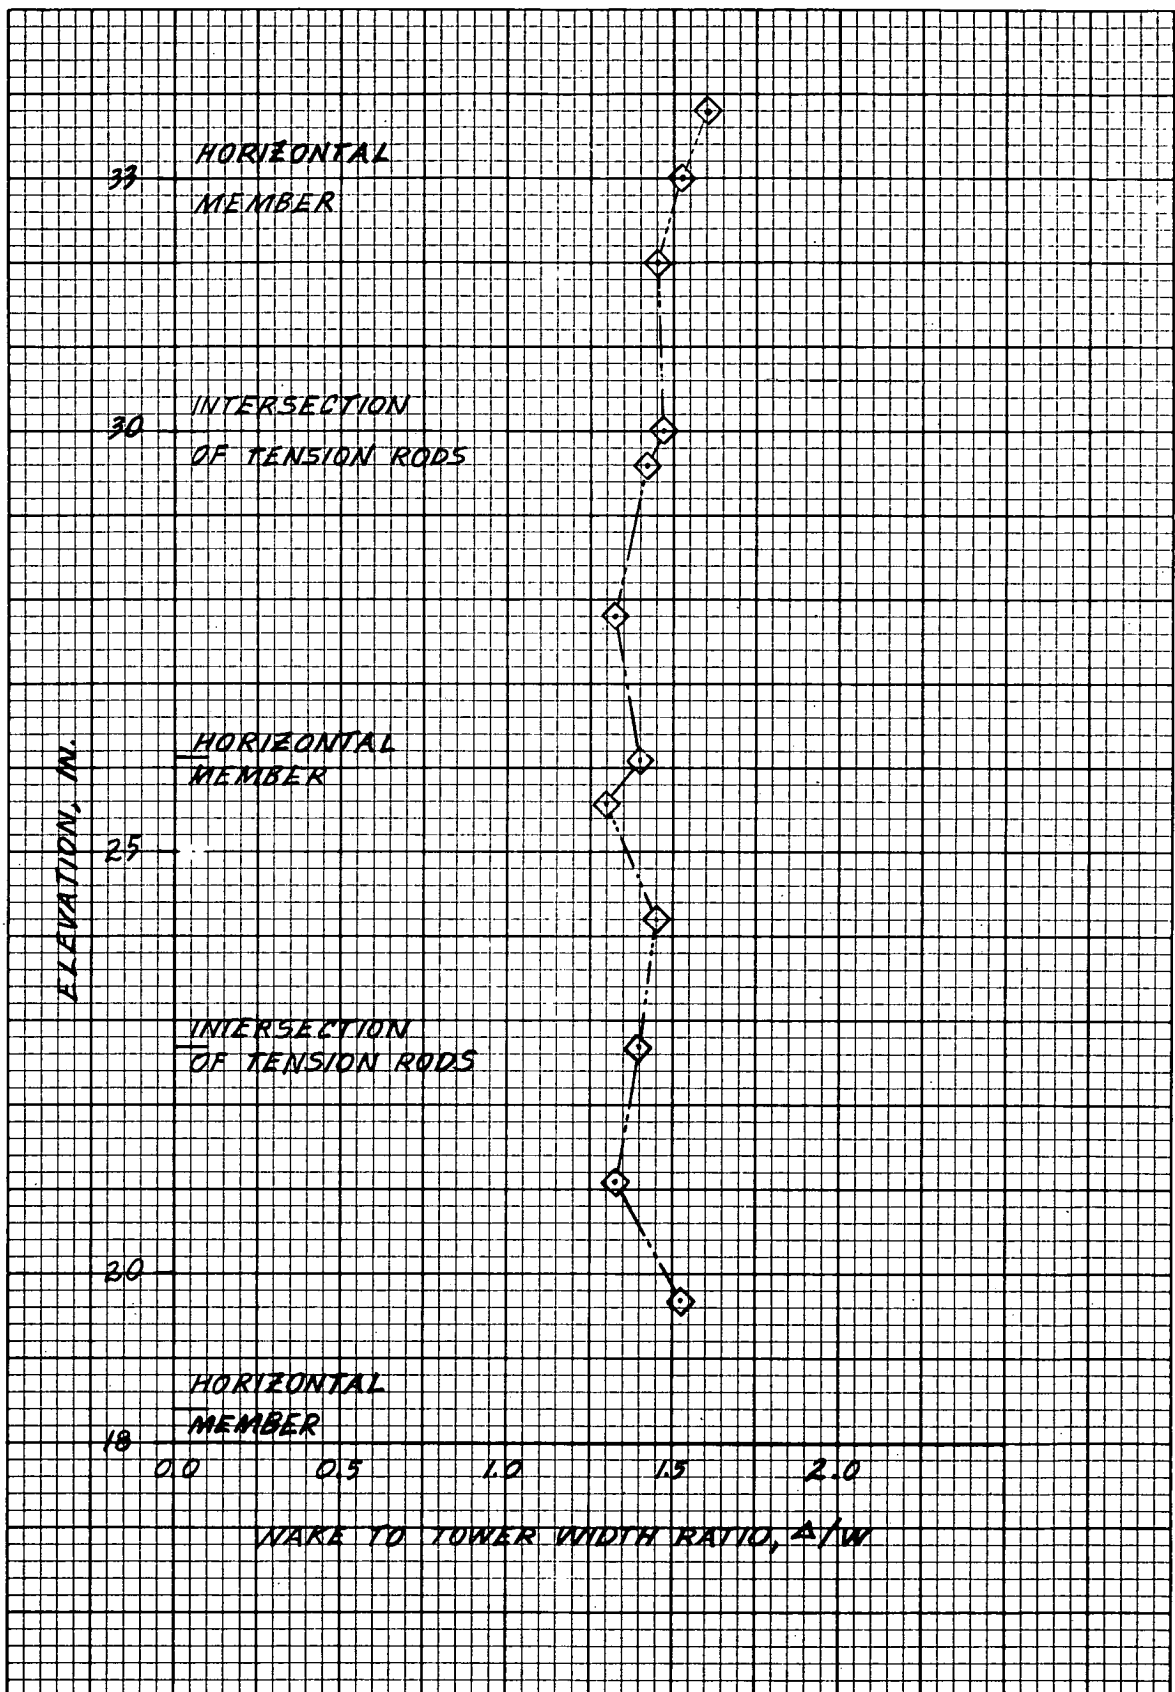 HORIZONTAL
33
MEMBER
INTERSECTION
30
OF TENSION RODS
HORIZONTAL
MEMBER
ELEVATION, IN.
25
INTERSECTION
OF TENSION RODS
20
HORIZONTAL
MEMBER
18
0.0 0.5 1.0 1.5 2.0
WAKE TO TOWER WIDTH RATIO, Δ/W